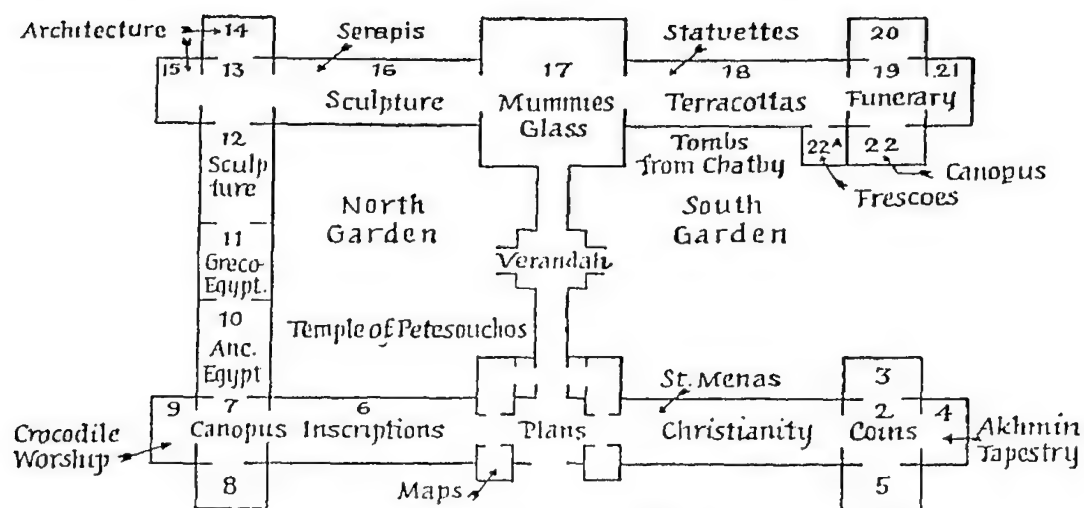 Architecture
14
Serapis
Statuettes
20
15
13
16
17
18
19
21
Sculpture
Mummies
Glass
Terracottas
Funerary
12
Sculp
ture
Tombs
from Chatby
22A
22
Canopus
Frescoes
North
Garden
South
Garden
11
Greco-
Egypt.
Verandah
10
Anc.
Egypt
Temple of Petesouchos
St. Menas
3
9
7
6
2
4
Crocodile
Worship
Canopus
Inscriptions
Plans
Christianity
Coins
Akhmin
Tapestry
8
Maps
5